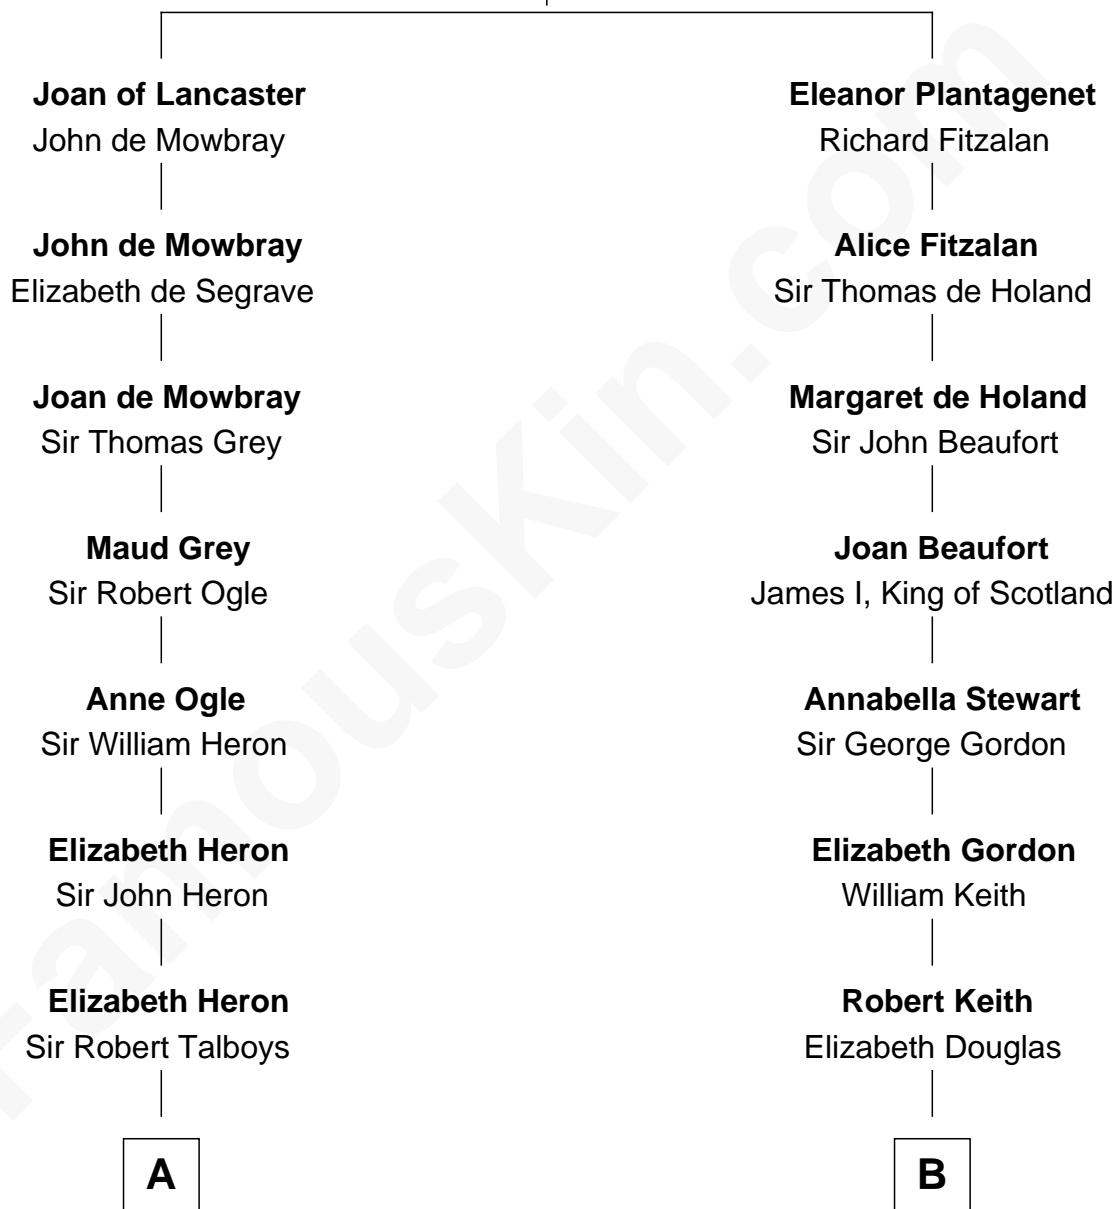 Joan of Lancaster
John de Mowbray
John de Mowbray
Elizabeth de Segrave
Joan de Mowbray
Sir Thomas Grey
Maud Grey
Sir Robert Ogle
Anne Ogle
Sir William Heron
Elizabeth Heron
Sir John Heron
Elizabeth Heron
Sir Robert Talboys
A
Eleanor Plantagenet
Richard Fitzalan
Alice Fitzalan
Sir Thomas de Holand
Margaret de Holand
Sir John Beaufort
Joan Beaufort
James I, King of Scotland
Annabella Stewart
Sir George Gordon
Elizabeth Gordon
William Keith
Robert Keith
Elizabeth Douglas
B
FamousKin.com